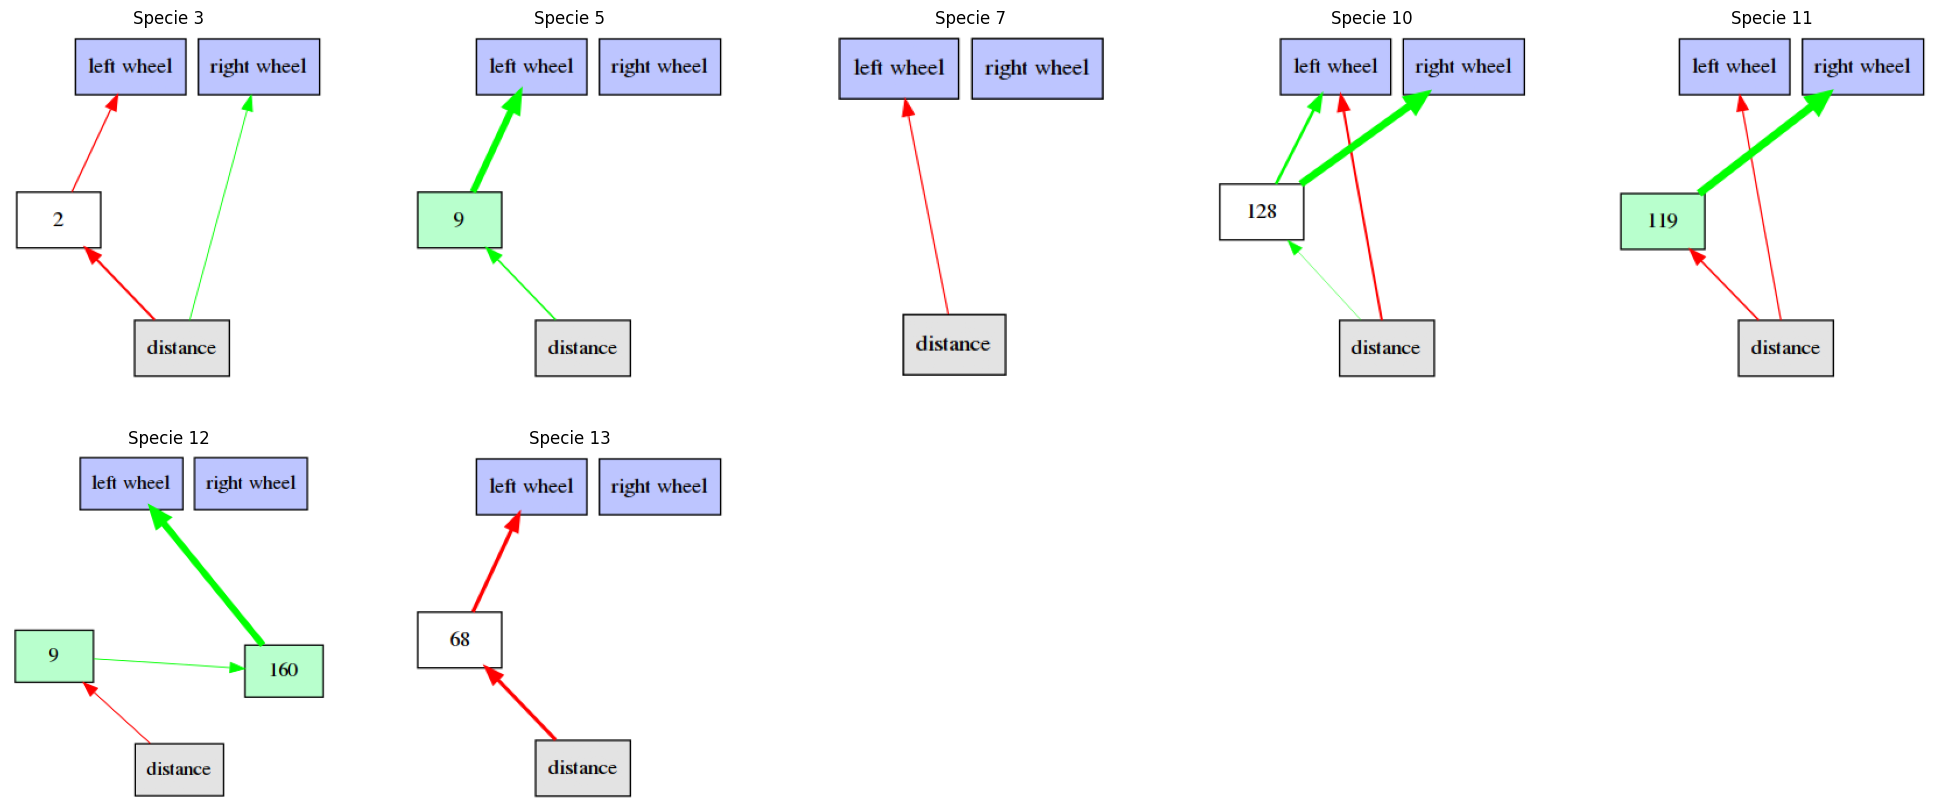 Specie 3
left wheel
right wheel
2
distance
Specie 5
left wheel
right wheel
9
distance
Specie 7
left wheel
right wheel
distance
Specie 10
left wheel
right wheel
128
distance
Specie 11
left wheel
right wheel
119
distance
Specie 12
left wheel
right wheel
9
160
distance
Specie 13
left wheel
right wheel
68
distance